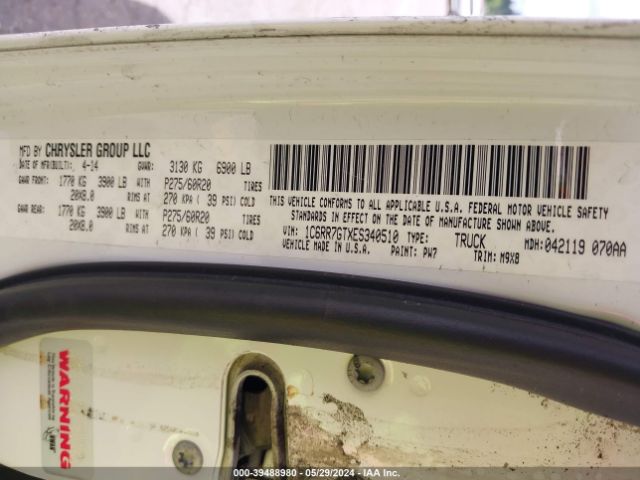 MFD BY CHRYSLER GROUP LLC
DATE OF MFR(BUILT): 4-14 GVWR: 3130 KG 6900 LB
GAWR FRONT: 1770 KG 3900 LB WITH P275/60R20 TIRES
20X8.0 RIMS AT 270 KPA ( 39 PSI) COLD
GAWR REAR: 1770 KG 3900 LB WITH P275/60R20 TIRES
20X8.0 RIMS AT 270 KPA ( 39 PSI) COLD
THIS VEHICLE CONFORMS TO ALL APPLICABLE U.S.A. FEDERAL MOTOR VEHICLE SAFETY
STANDARDS IN EFFECT ON THE DATE OF MANUFACTURE SHOWN ABOVE.
VIN: 1C6RR7GTXES340510 TYPE: TRUCK MDH: 042119 070AA
VEHICLE MADE IN U.S.A. PAINT: PW7 TRIM: M9X8
WARNING
000-39488980 - 05/29/2024 - IAA Inc.